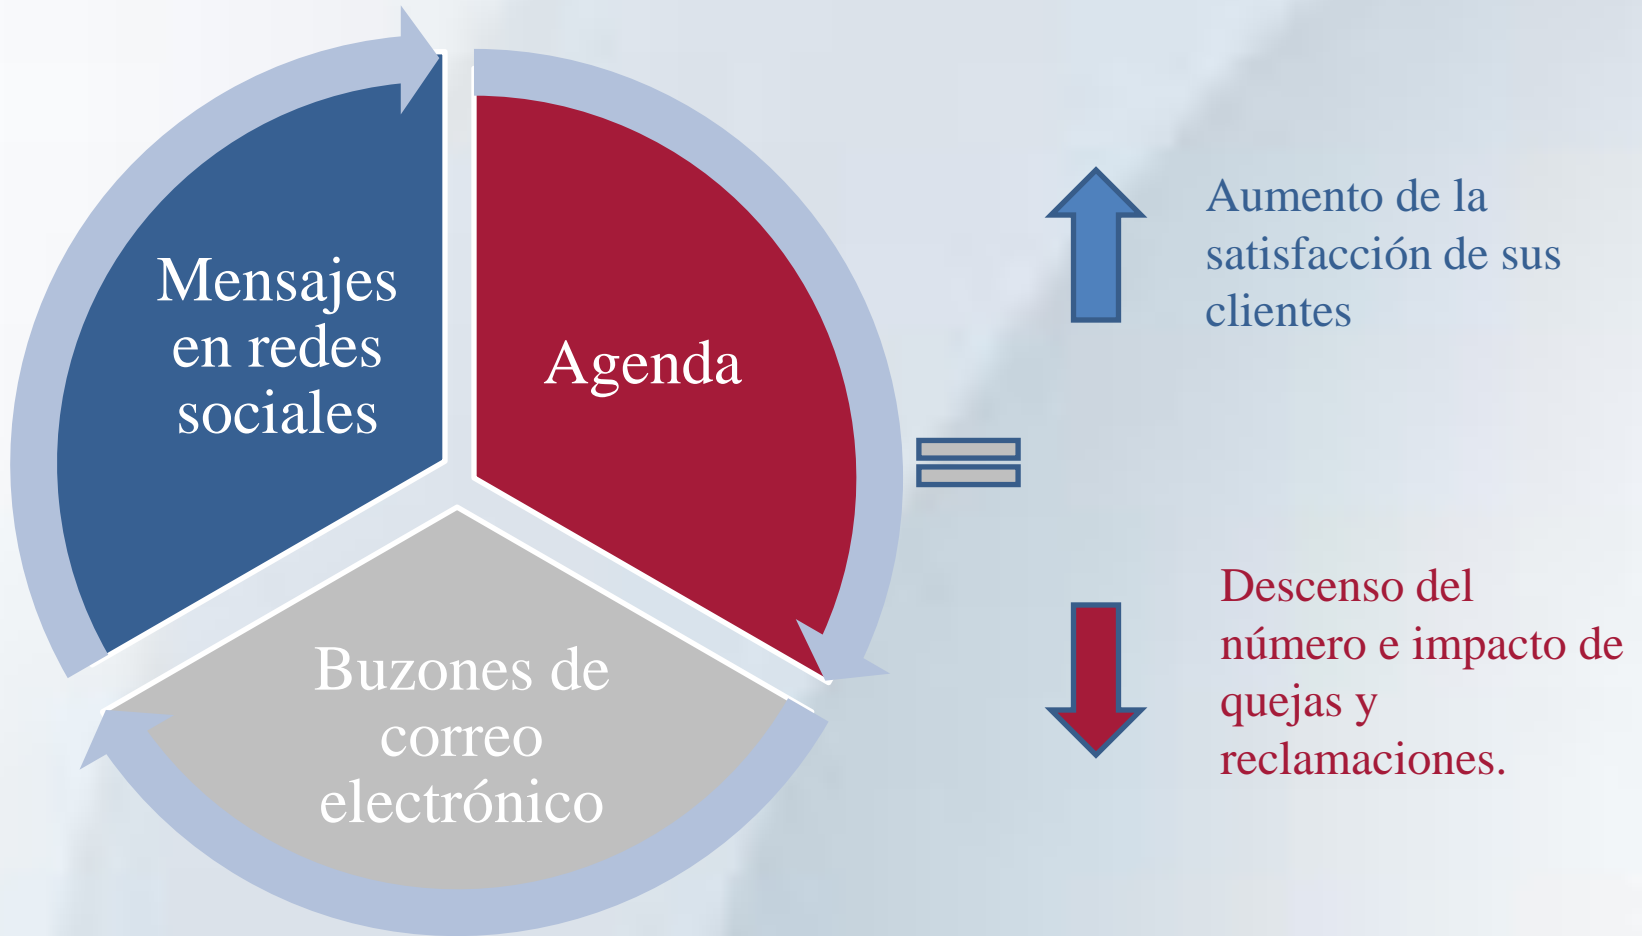 Mensajes
en redes
sociales
Agenda
Buzones de
correo
electrónico
Aumento de la
satisfacción de sus
clientes
Descenso del
número e impacto de
quejas y
reclamaciones.